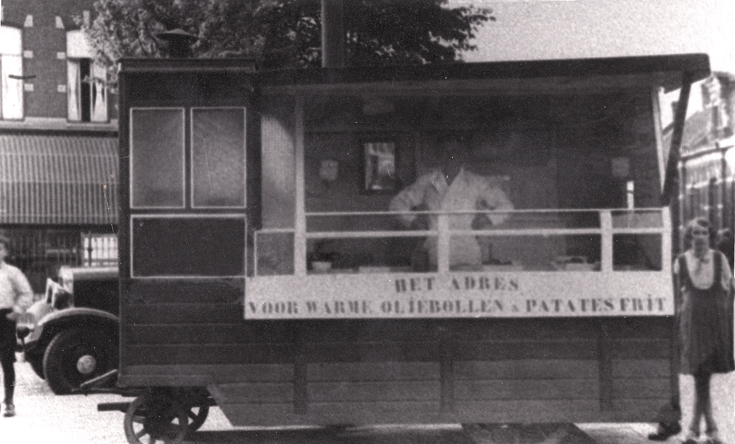 HET ADRES
VOOR WARME OLIEBOLLEN & PATATES FRIT